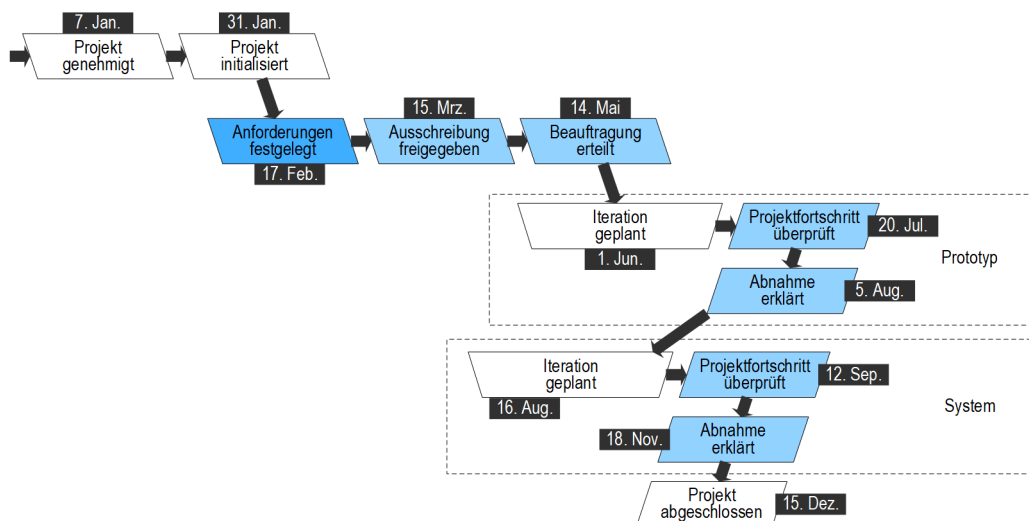 7. Jan.
Projekt
genehmigt
31. Jan.
Projekt
initialisiert
Anforderungen
festgelegt
17. Feb.
15. Mrz.
Ausschreibung
freigegeben
14. Mai
Beauftragung
erteilt
Iteration
geplant
1. Jun.
Projektfortschritt
überprüft
20. Jul.
Prototyp
Abnahme
erklärt
5. Aug.
Iteration
geplant
16. Aug.
Projektfortschritt
überprüft
12. Sep.
System
18. Nov.
Abnahme
erklärt
Projekt
abgeschlossen
15. Dez.